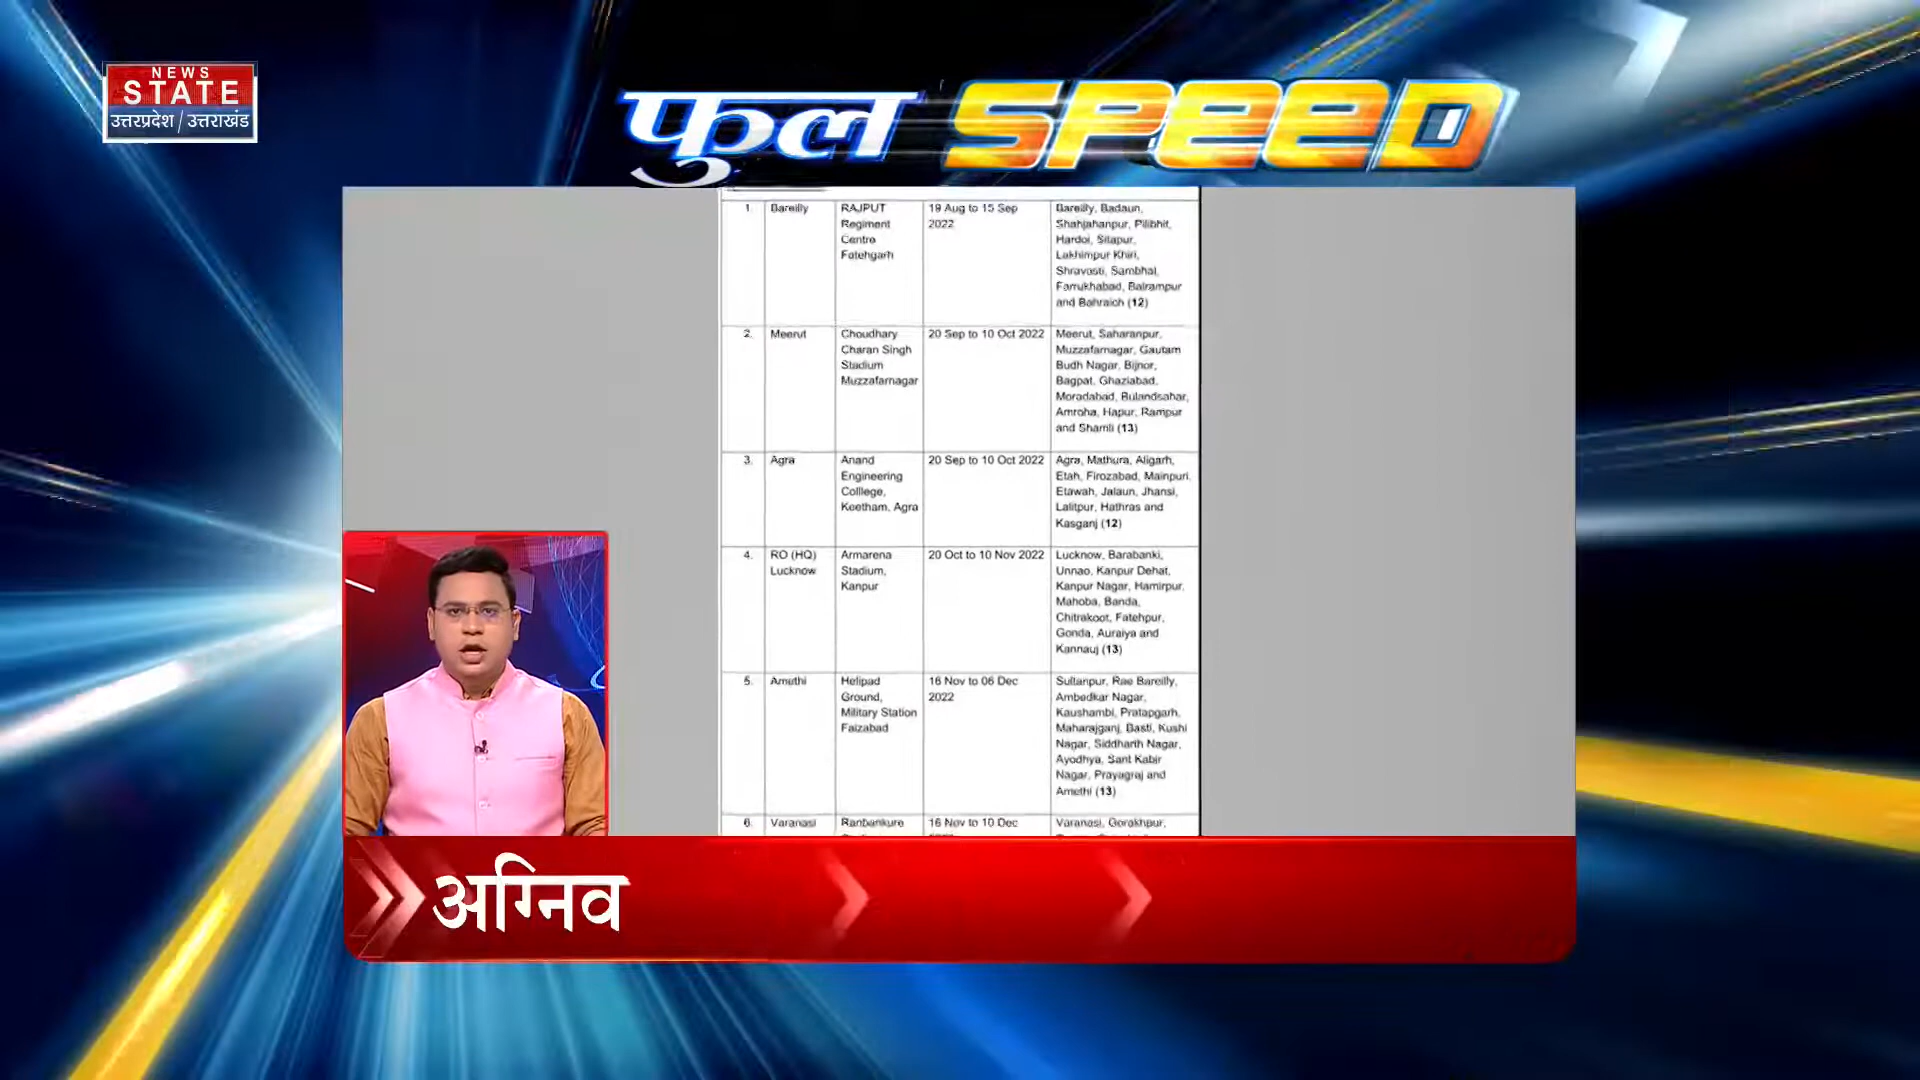 NEWS
STATE
उत्तरप्रदेश / उत्तराखंड
फुल SPEED
1. Bareilly RAJPUT 19 Aug to 15 Sep Bareilly, Badaun,
Regiment 2022 Shahjahanpur, Pilibhit,
Centre Hardoi, Sitapur,
Fatehgarh Lakhimpur Khiri,
Shravasti, Sambhal,
Farrukhabad, Balrampur
and Bahraich (12)
2. Meerut Choudhary 20 Sep to 10 Oct 2022 Meerut, Saharanpur,
Charan Singh Muzzafarnagar, Gautam
Stadium Budh Nagar, Bijnor,
Muzzafarnagar Bagpat, Ghaziabad,
Moradabad, Bulandsahar,
Amroha, Hapur, Rampur
and Shamli (13)
3. Agra Anand 20 Sep to 10 Oct 2022 Agra, Mathura, Aligarh,
Engineering Etah, Firozabad, Mainpuri,
Colllege, Etawah, Jalaun, Jhansi,
Keetham, Agra Lalitpur, Hathras and
Kasganj (12)
4. RO (HQ) Armarena 20 Oct to 10 Nov 2022 Lucknow, Barabanki,
Lucknow Stadium, Unnao, Kanpur Dehat,
Kanpur Kanpur Nagar, Hamirpur,
Mahoba, Banda,
Chitrakoot, Fatehpur,
Gonda, Auraiya and
Kannauj (13)
5. Amethi Helipad 16 Nov to 06 Dec Sultanpur, Rae Bareilly,
Ground, 2022 Ambedkar Nagar,
Military Station Kaushambi, Pratapgarh,
Faizabad Maharajganj, Basti, Kushi
Nagar, Siddharth Nagar,
Ayodhya, Sant Kabir
Nagar, Prayagraj and
Amethi (13)
6. Varanasi Ranbankure 16 Nov to 10 Dec Varanasi, Gorakhpur,
अग्निव